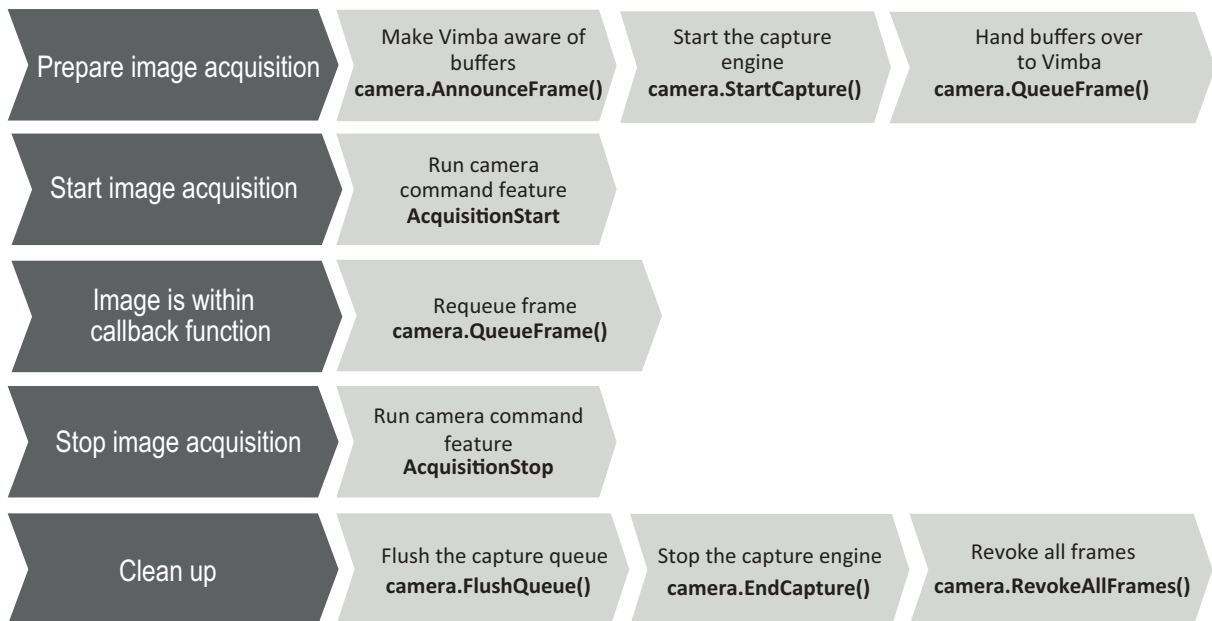 Prepare image acquisition
Make Vimba aware of
buffers
camera.AnnounceFrame()
Start the capture
engine
camera.StartCapture()
Hand buffers over
to Vimba
camera.QueueFrame()
Start image acquisition
Run camera
command feature
AcquisitionStart
Image is within
callback function
Requeue frame
camera.QueueFrame()
Stop image acquisition
Run camera command
feature
AcquisitionStop
Clean up
Flush the capture queue
camera.FlushQueue()
Stop the capture engine
camera.EndCapture()
Revoke all frames
camera.RevokeAllFrames()